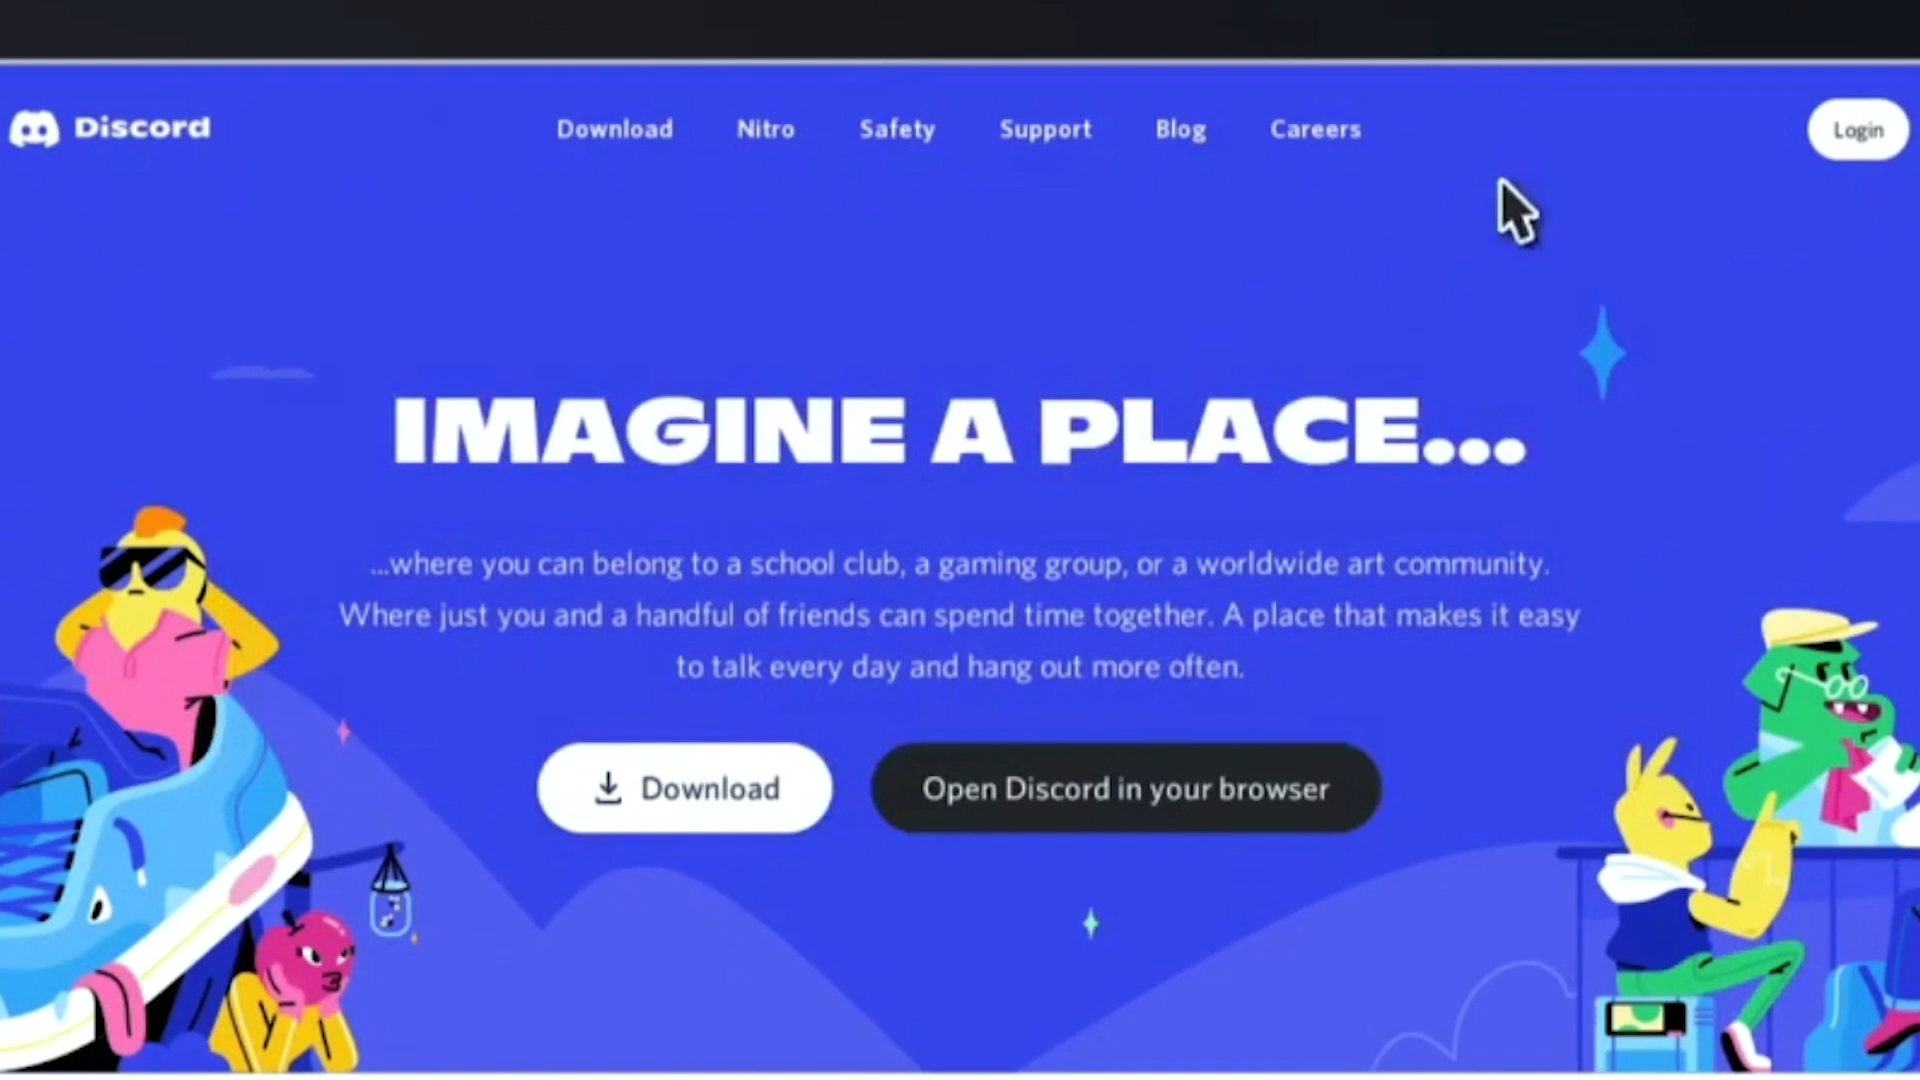 Discord
Download
Nitro
Safety
Support
Blog
Careers
Login
IMAGINE A PLACE...
...where you can belong to a school club, a gaming group, or a worldwide art community.
Where just you and a handful of friends can spend time together. A place that makes it easy
to talk every day and hang out more often.
Download
Open Discord in your browser